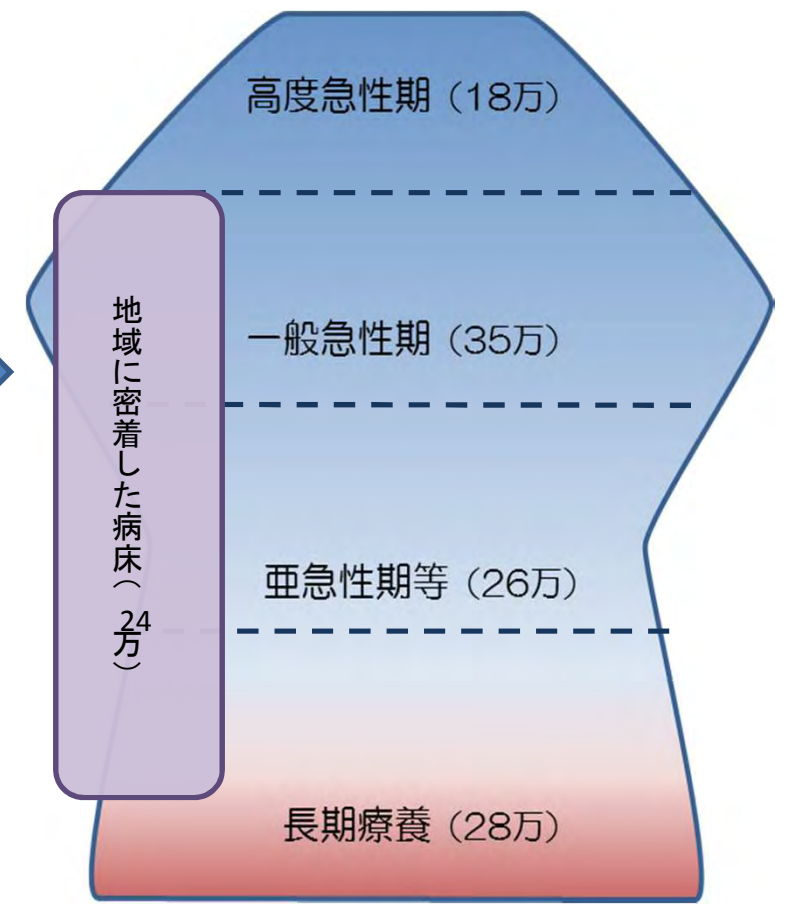 高度急性期（18万）
地域に密着した病床（24万）
一般急性期（35万）
亜急性期等（26万）
長期療養（28万）